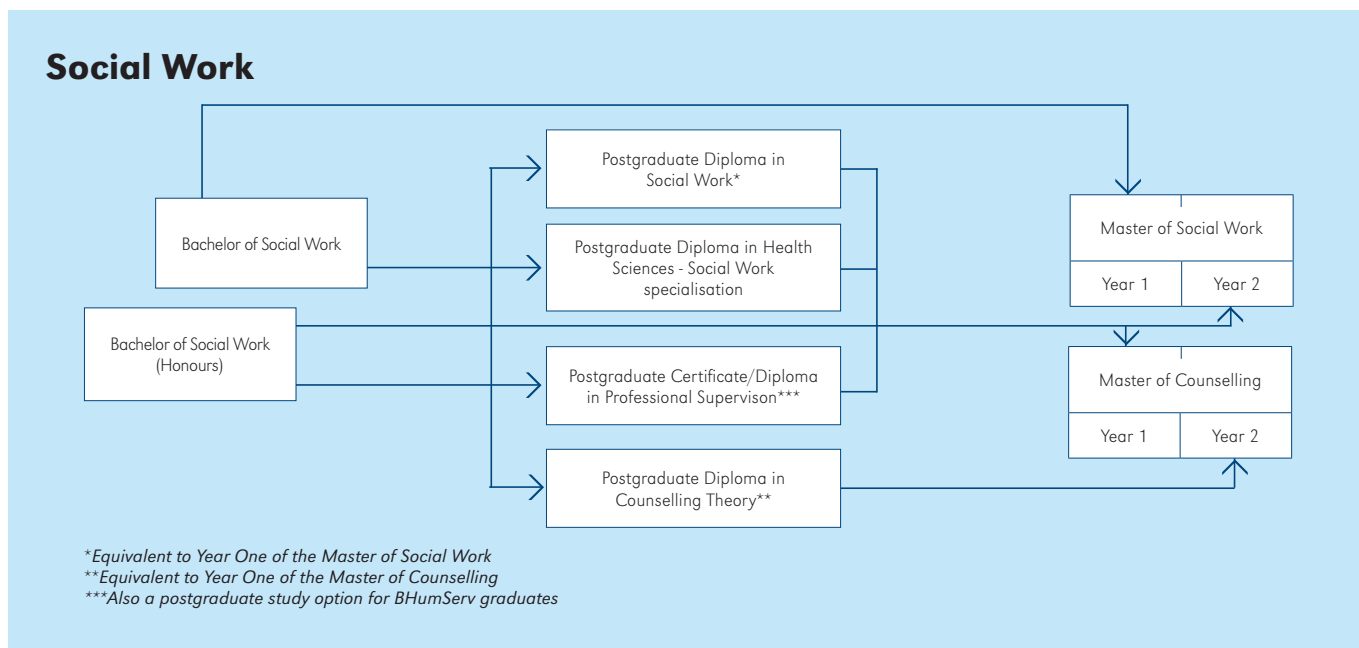 Social Work
Postgraduate Diploma in
Social Work*
Bachelor of Social Work
Postgraduate Diploma in Health
Sciences - Social Work
specialisation
Master of Social Work
Year 1
Year 2
Bachelor of Social Work
(Honours)
Postgraduate Certificate/Diploma
in Professional Supervison***
Master of Counselling
Year 1
Year 2
Postgraduate Diploma in
Counselling Theory**
*Equivalent to Year One of the Master of Social Work
**Equivalent to Year One of the Master of Counselling
***Also a postgraduate study option for BHumServ graduates